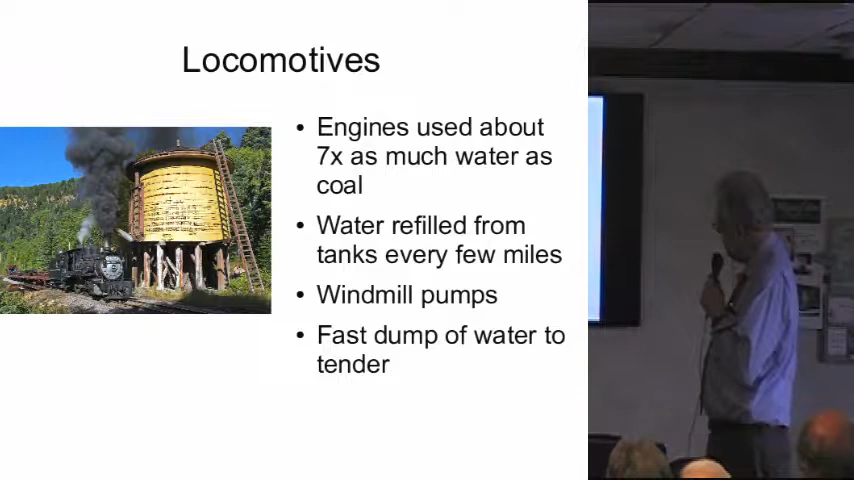 Locomotives
• Engines used about
7x as much water as
coal
• Water refilled from
tanks every few miles
• Windmill pumps
• Fast dump of water to
tender